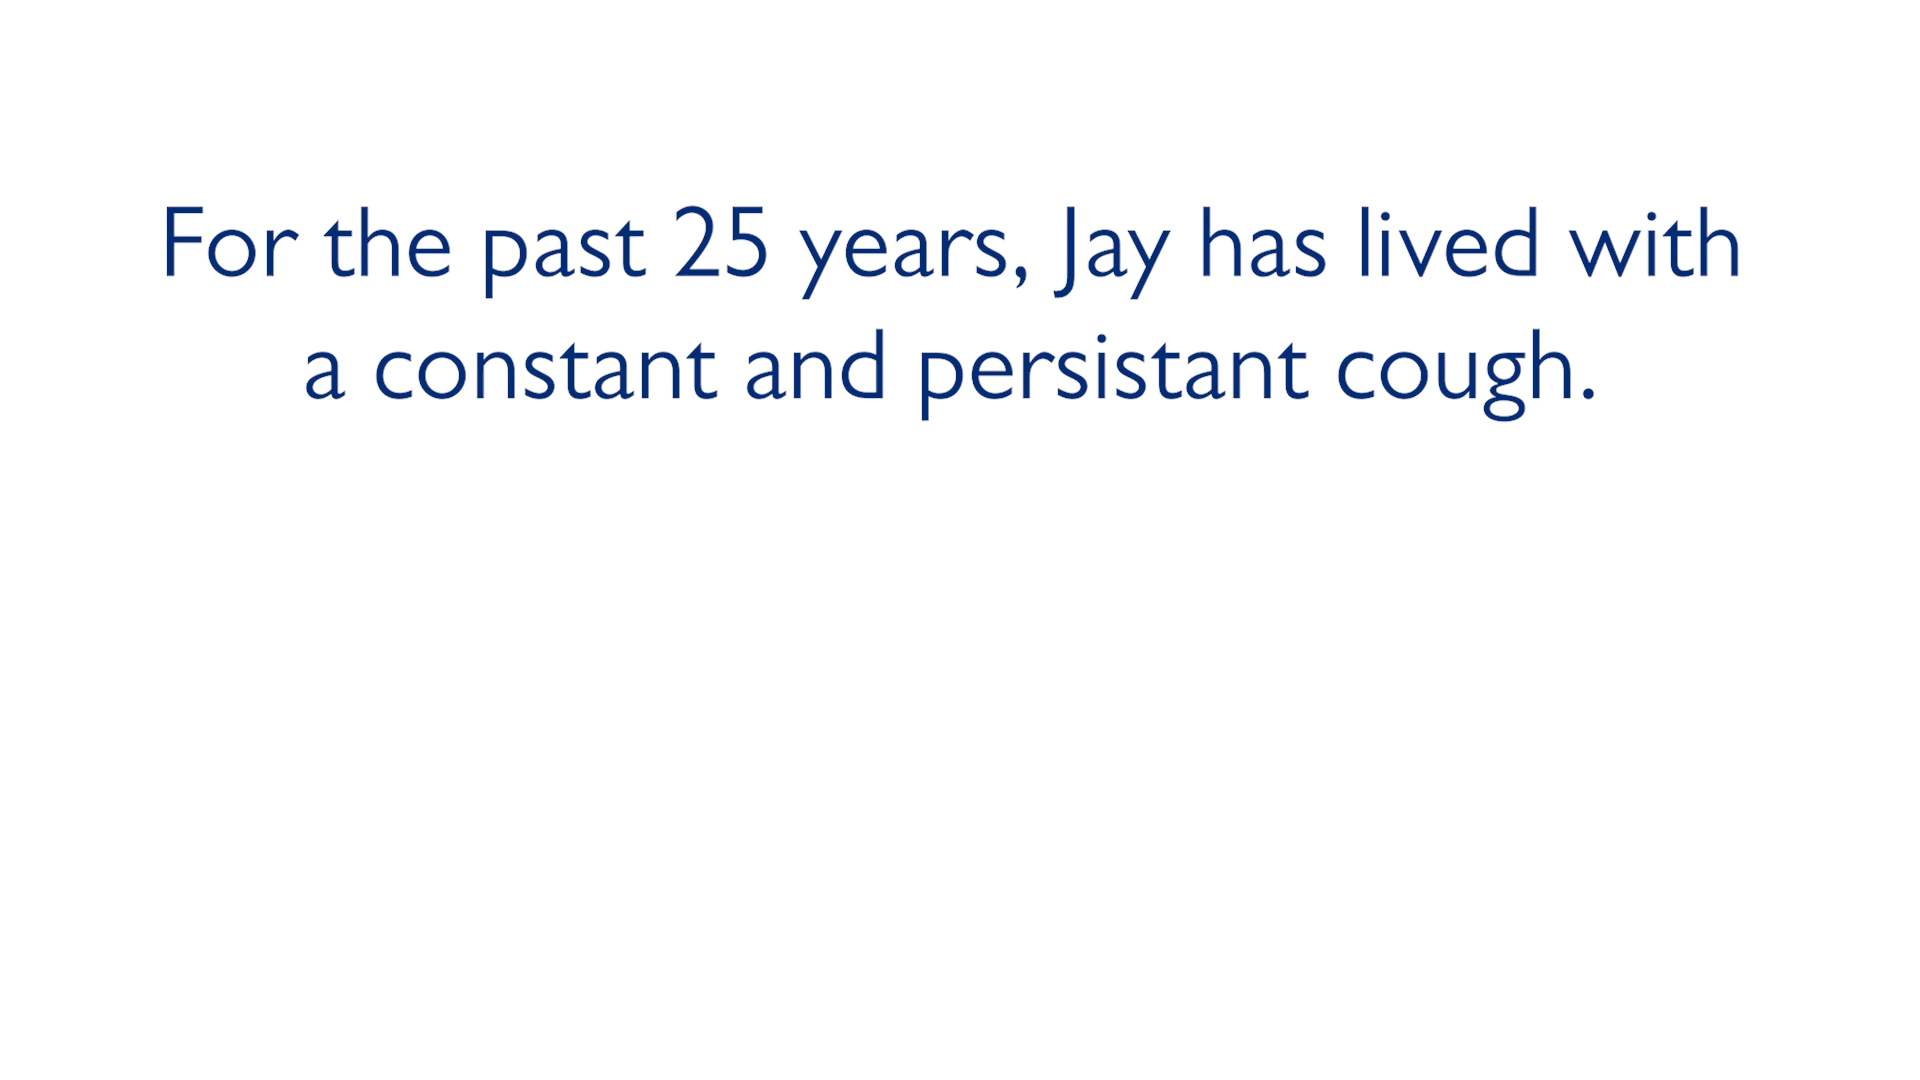 For the past 25 years, Jay has lived with
a constant and persistant cough.